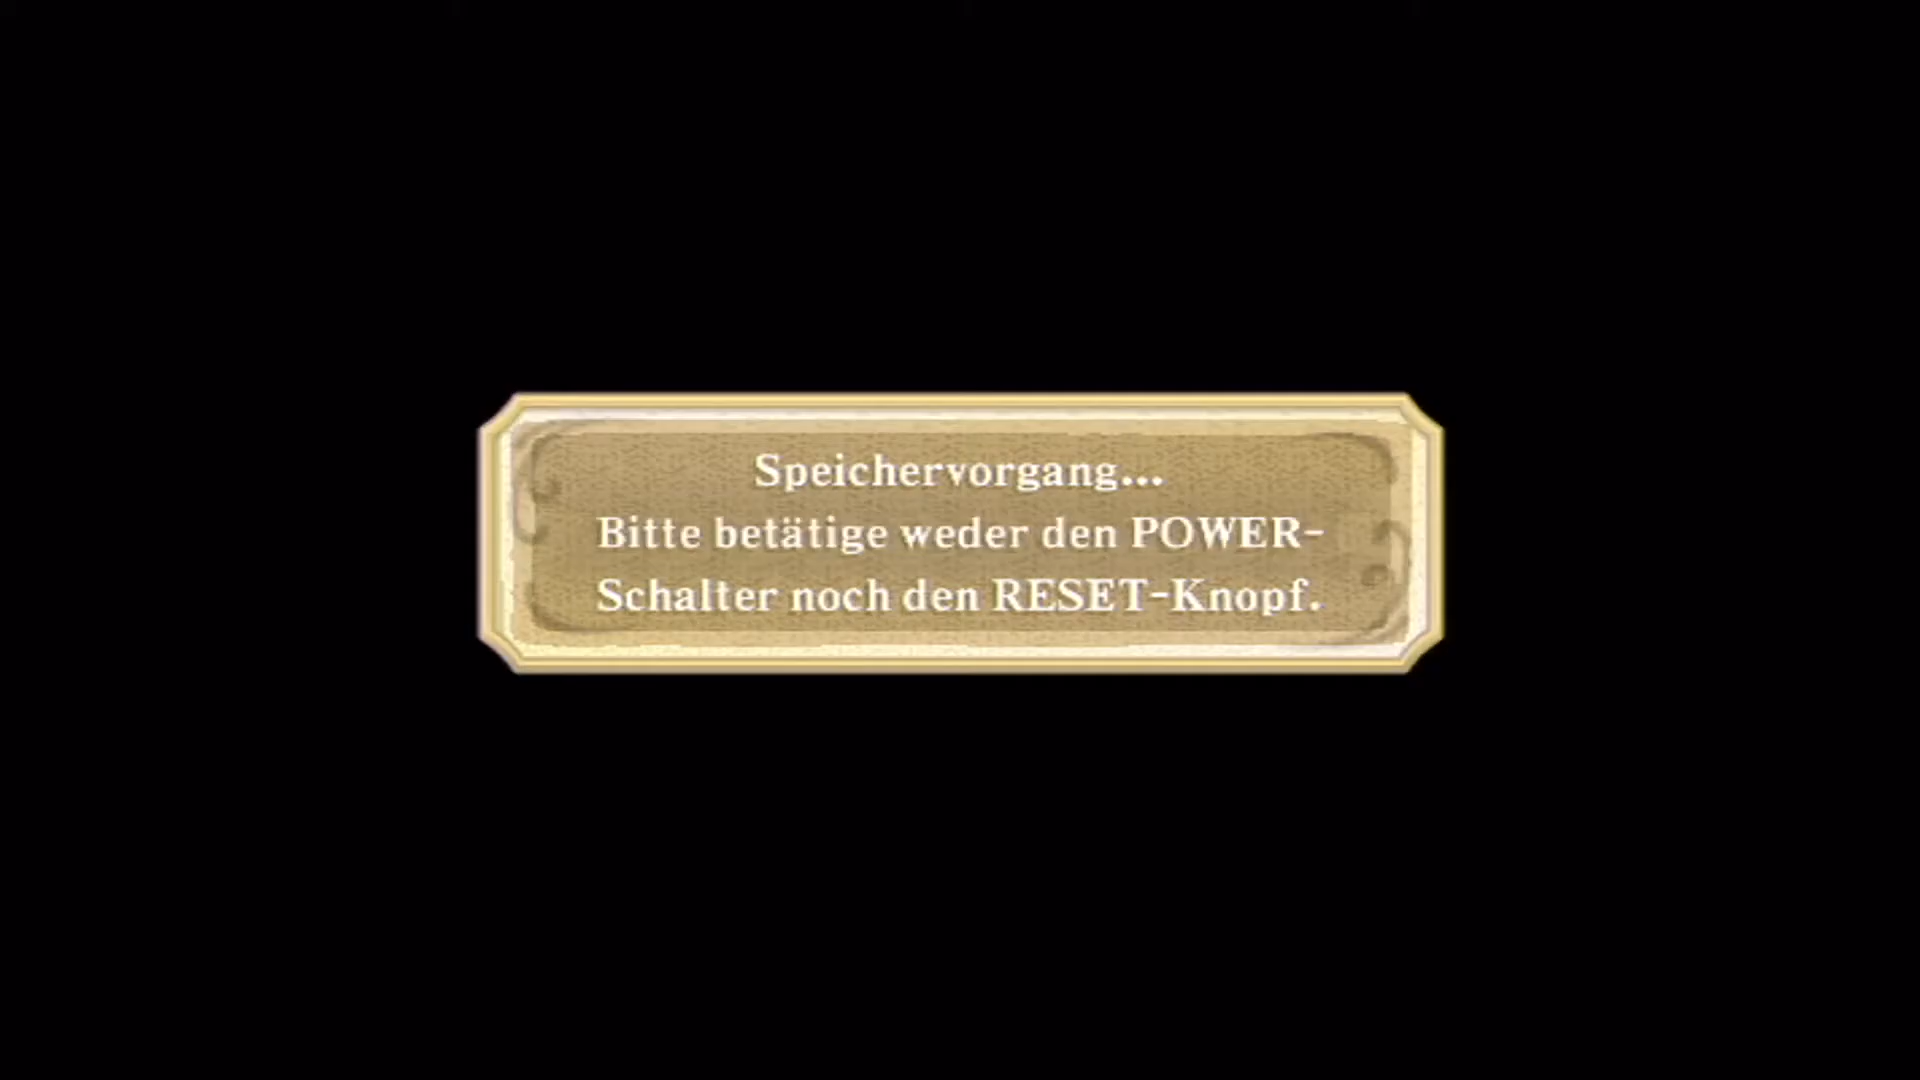 Speichervorgang...
Bitte betätige weder den POWER-
Schalter noch den RESET-Knopf.